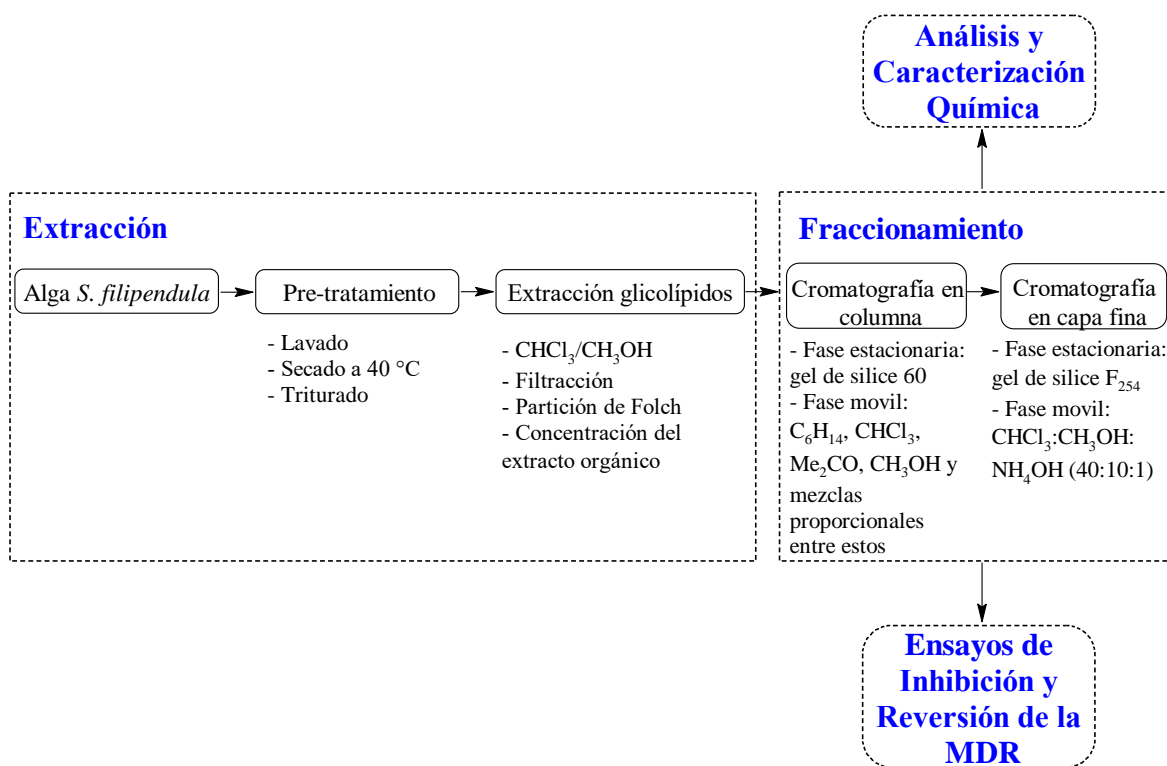 Análisis y
Caracterización
Química
Extracción
Alga S. filipendula
Pre-tratamiento
- Lavado
- Secado a 40 °C
- Triturado
Extracción glicolípidos
- CHCl₃/CH₃OH
- Filtracción
- Partición de Folch
- Concentración del
extracto orgánico
Fraccionamiento
Cromatografía en
columna
- Fase estacionaria:
gel de silice 60
- Fase movil:
C₆H₁₄, CHCl₃,
Me₂CO, CH₃OH y
mezclas
proporcionales
entre estos
Cromatografía
en capa fina
- Fase estacionaria:
gel de silice F₂₅₄
- Fase movil:
CHCl₃:CH₃OH:
NH₄OH (40:10:1)
Ensayos de
Inhibición y
Reversión de la
MDR